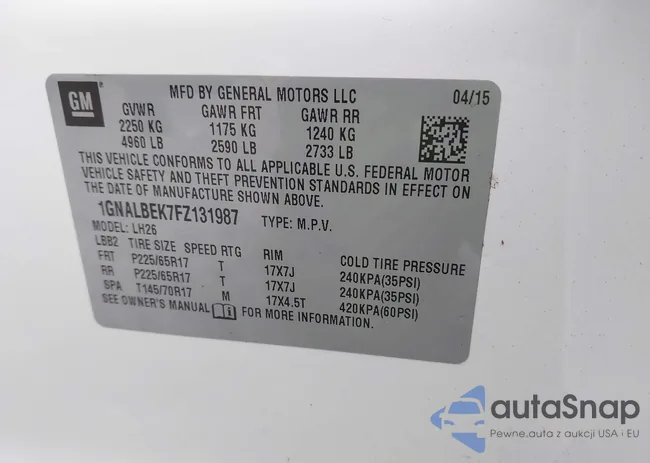 GM
MFD BY GENERAL MOTORS LLC 04/15
GVWR GAWR FRT GAWR RR
2250 KG 1175 KG 1240 KG
4960 LB 2590 LB 2733 LB
THIS VEHICLE CONFORMS TO ALL APPLICABLE U.S. FEDERAL MOTOR
VEHICLE SAFETY AND THEFT PREVENTION STANDARDS IN EFFECT ON
THE DATE OF MANUFACTURE SHOWN ABOVE.
1GNALBEK7FZ131987 TYPE: M.P.V.
MODEL: LH26
LBB2 TIRE SIZE SPEED RTG RIM COLD TIRE PRESSURE
FRT P225/65R17 T 17X7J 240KPA(35PSI)
RR P225/65R17 T 17X7J 240KPA(35PSI)
SPA T145/70R17 M 17X4.5T 420KPA(60PSI)
SEE OWNER'S MANUAL FOR MORE INFORMATION.
autaSnap
Pewne.auta z aukcji USA i EU